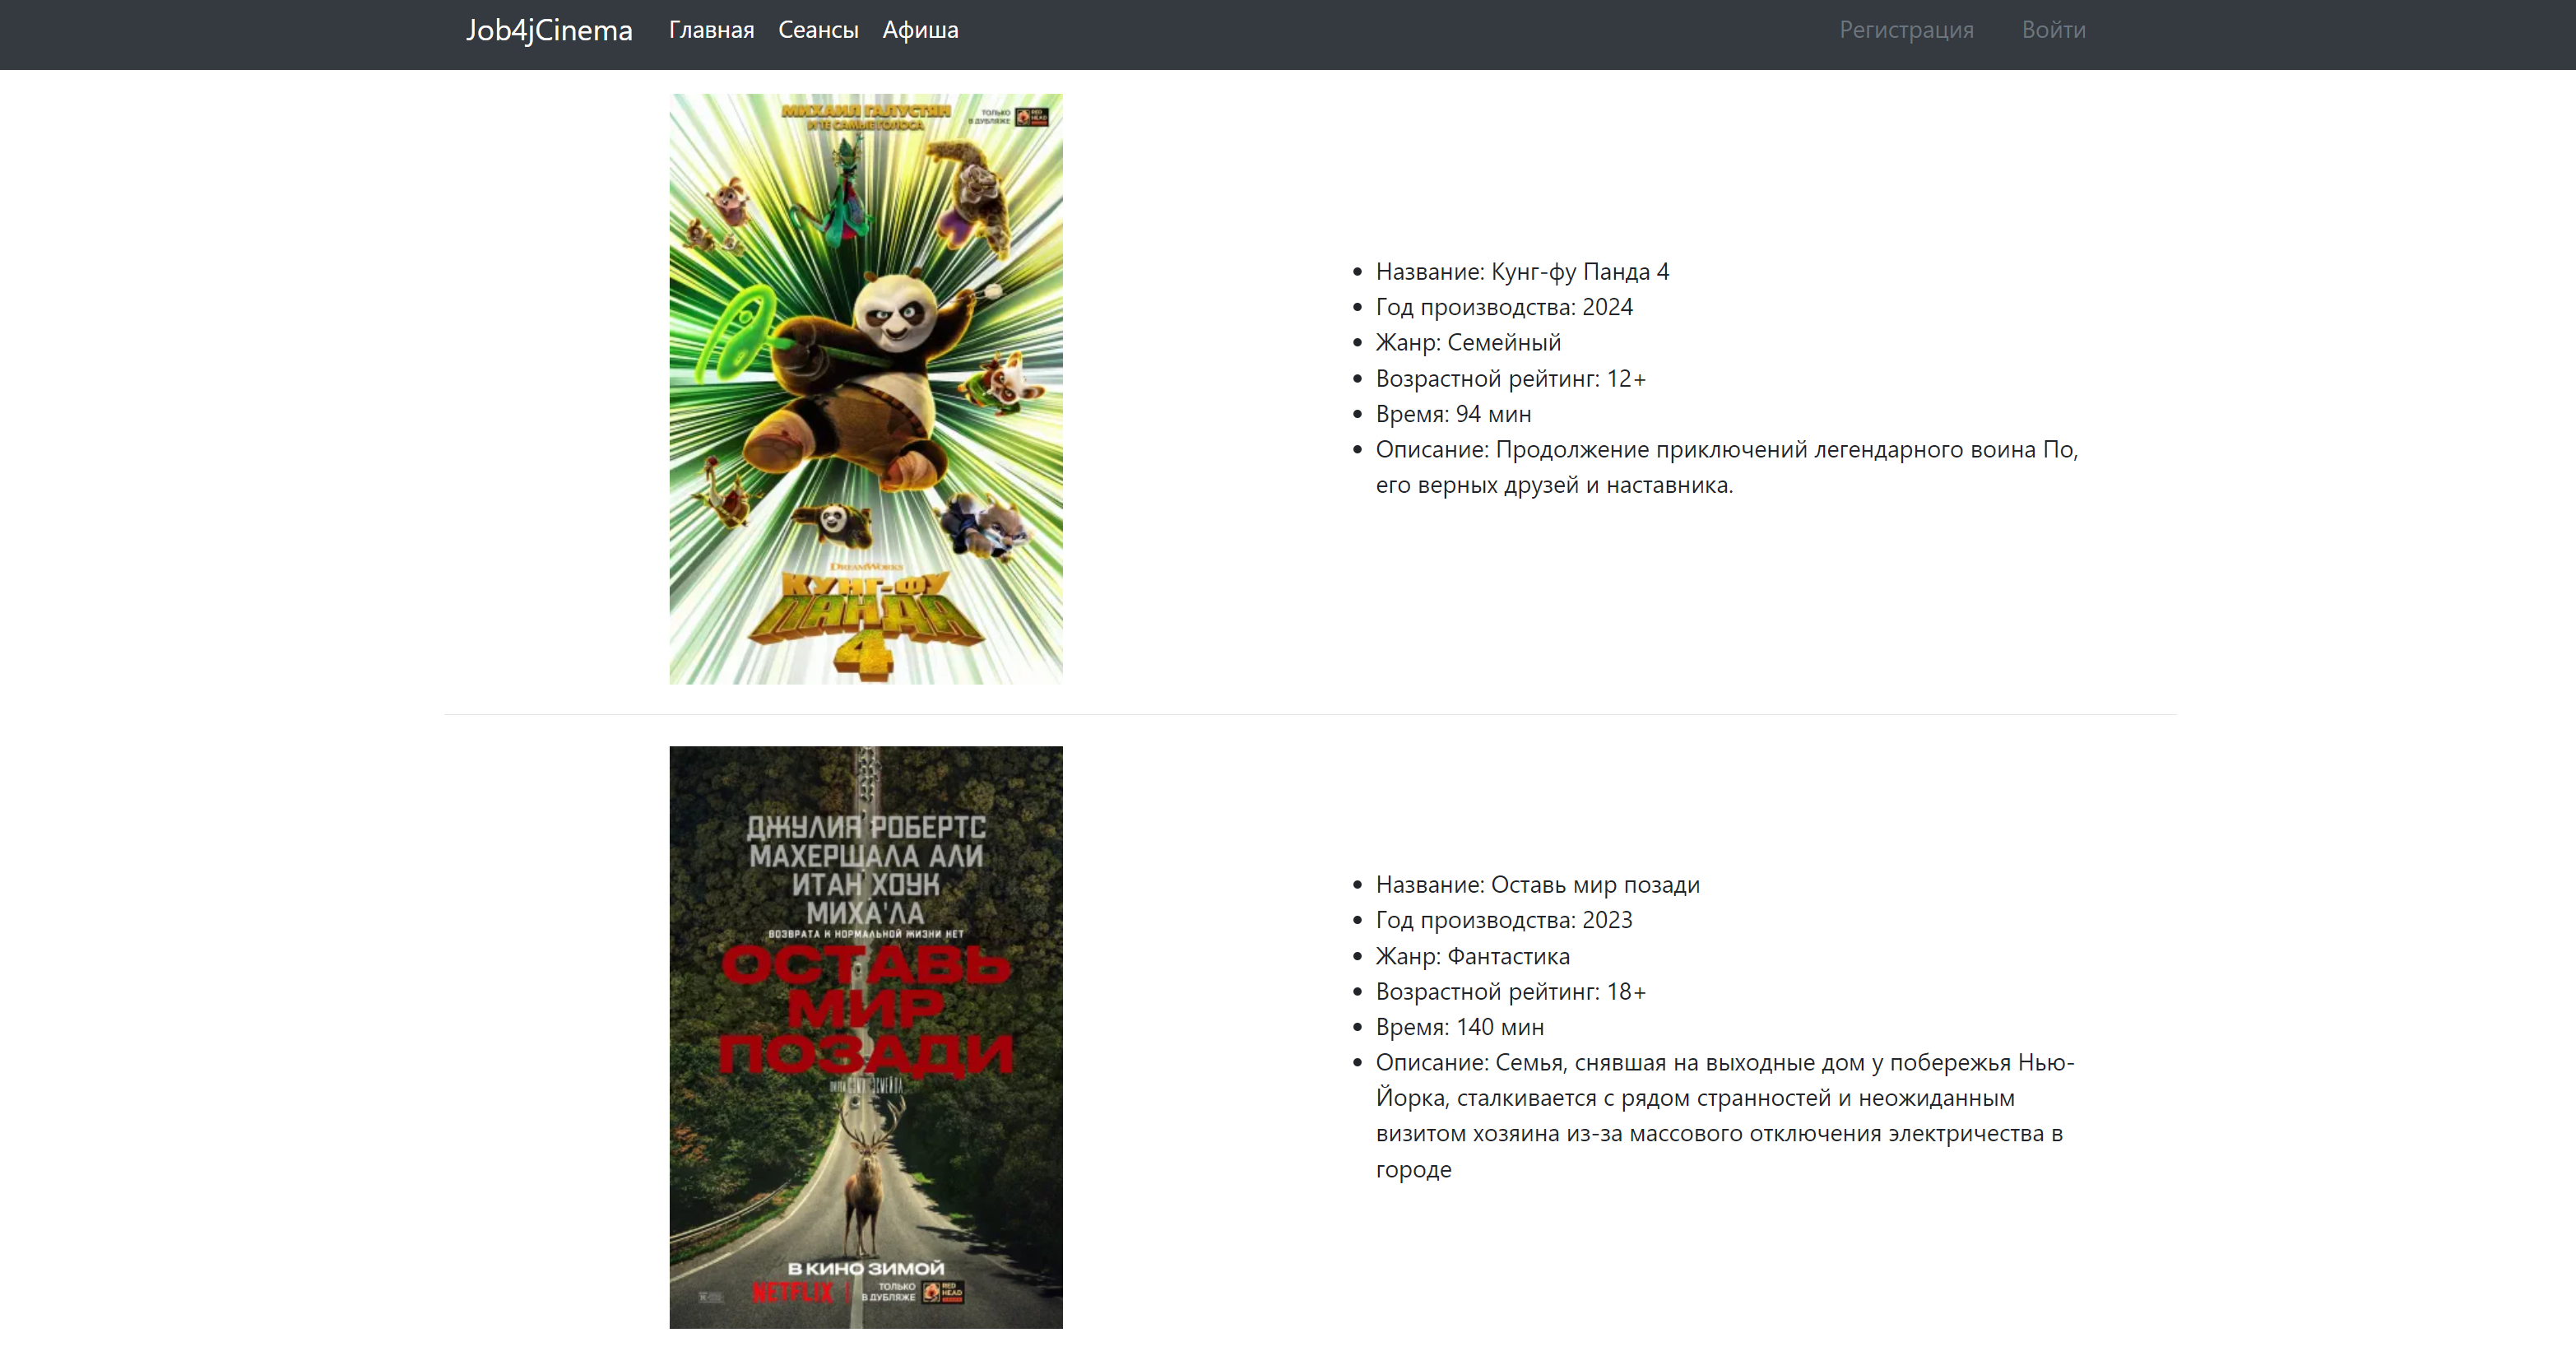 Job4jCinema Главная Сеансы Афиша Регистрация Войти
МИХАИЛ ГАЛУСТЯН
И ТЕ САМЫЕ ГОЛОСА
ТОЛЬКО
В ДУБЛЯЖЕ
RED
HEAD
DREAMWORKS
КУНГ-ФУ
ПАНДА
4
Название: Кунг-фу Панда 4
Год производства: 2024
Жанр: Семейный
Возрастной рейтинг: 12+
Время: 94 мин
Описание: Продолжение приключений легендарного воина По,
его верных друзей и наставника.
ДЖУЛИЯ РОБЕРТС
МАХЕРШАЛА АЛИ
ИТАН ХОУК
МИХА'ЛА
ВОЗВРАТА К НОРМАЛЬНОЙ ЖИЗНИ НЕТ
ОСТАВЬ
МИР
ПОЗАДИ
В КИНО ЗИМОЙ
NETFLIX
ТОЛЬКО
В ДУБЛЯЖЕ
RED
HEAD
Название: Оставь мир позади
Год производства: 2023
Жанр: Фантастика
Возрастной рейтинг: 18+
Время: 140 мин
Описание: Семья, снявшая на выходные дом у побережья Нью-
Йорка, сталкивается с рядом странностей и неожиданным
визитом хозяина из-за массового отключения электричества в
городе